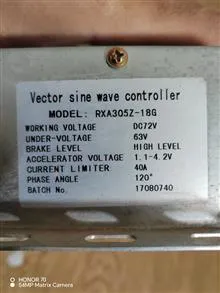 Vector sine wave controller
MODEL: RXA305Z-18G
WORKING VOLTAGE DC72V
UNDER-VOLTAGE 63V
BRAKE LEVEL HIGH LEVEL
ACCELERATOR VOLTAGE 1.1-4.2V
CURRENT LIMITER 40A
PHASE ANGLE 120°
BATCH No. 17080740
HONOR 70
54MP Matrix Camera